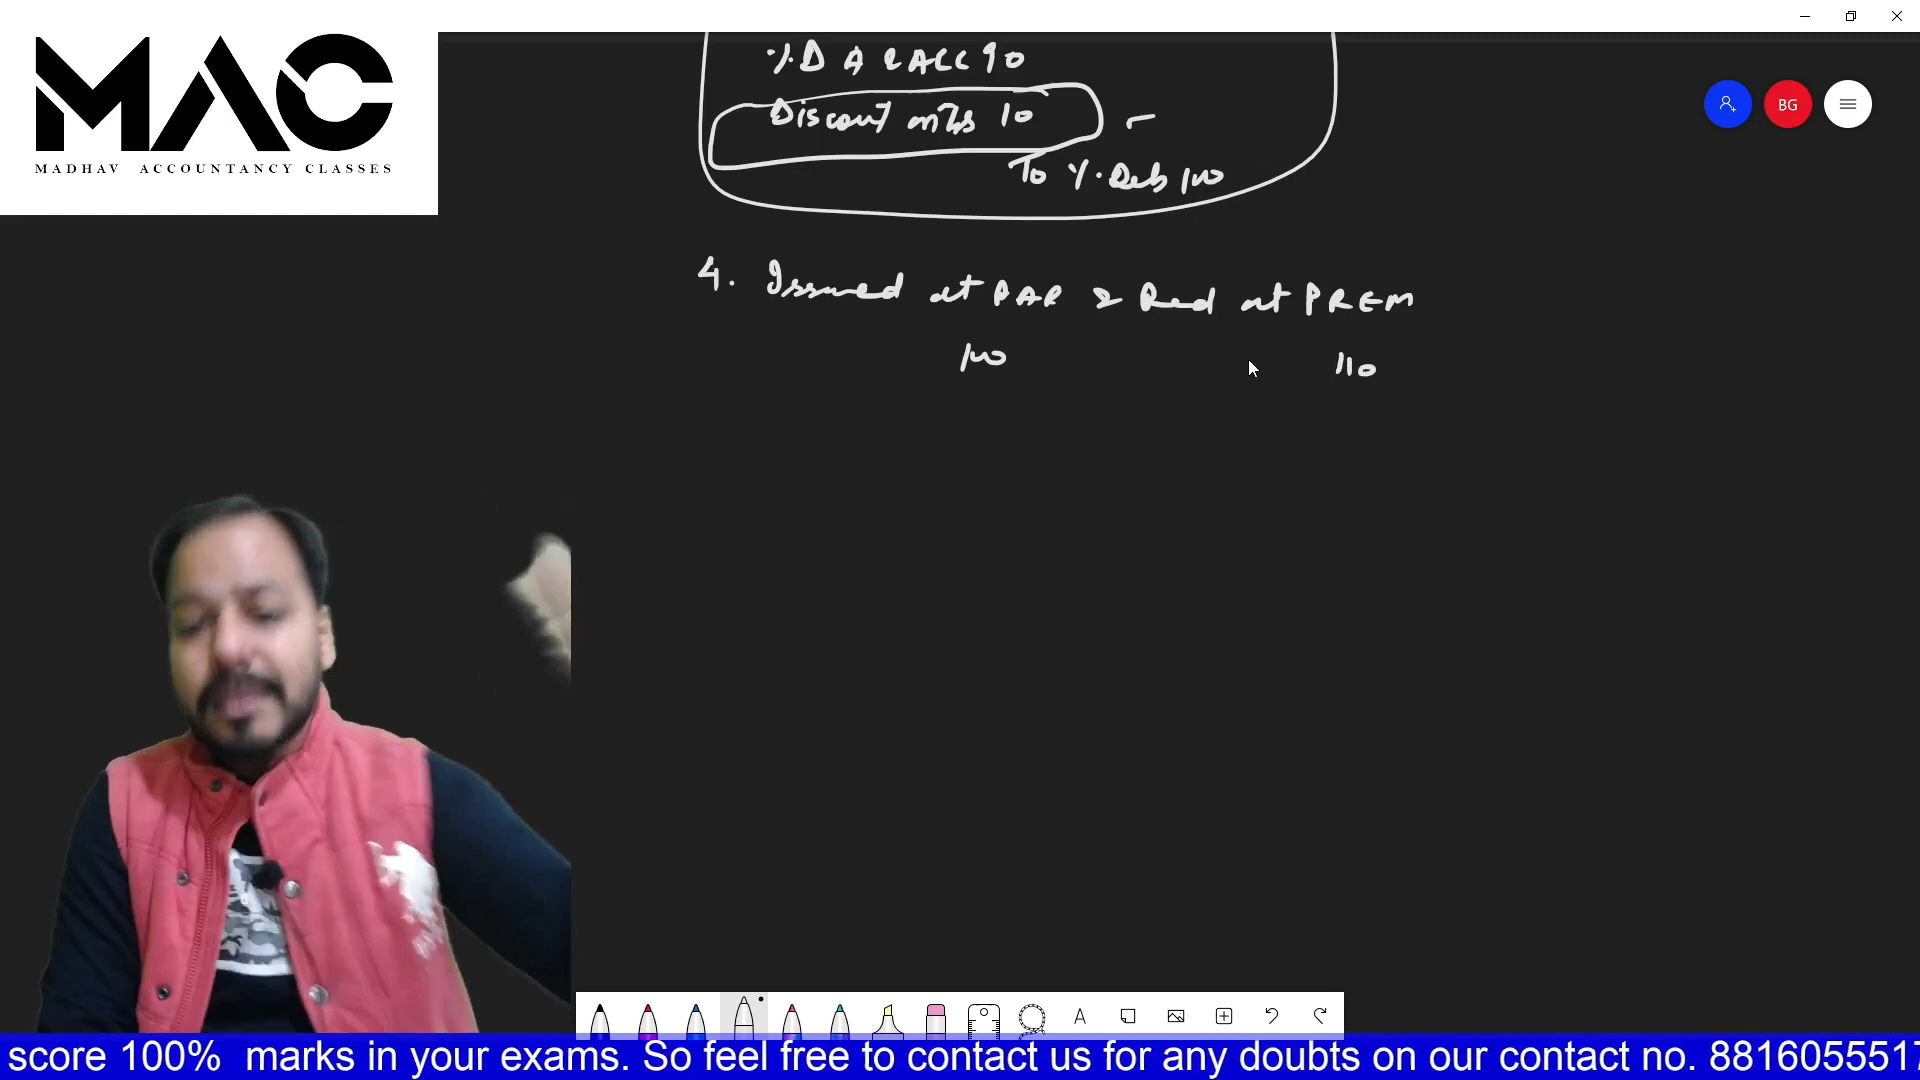 MAC
MADHAV ACCOUNTANCY CLASSES
BG
%D A & ALL 90
Discount on Iss 10
To %.Deb 100
4. Issued at PAR & Red at PREM
100 110
score 100% marks in your exams. So feel free to contact us for any doubts on our contact no. 8816055517